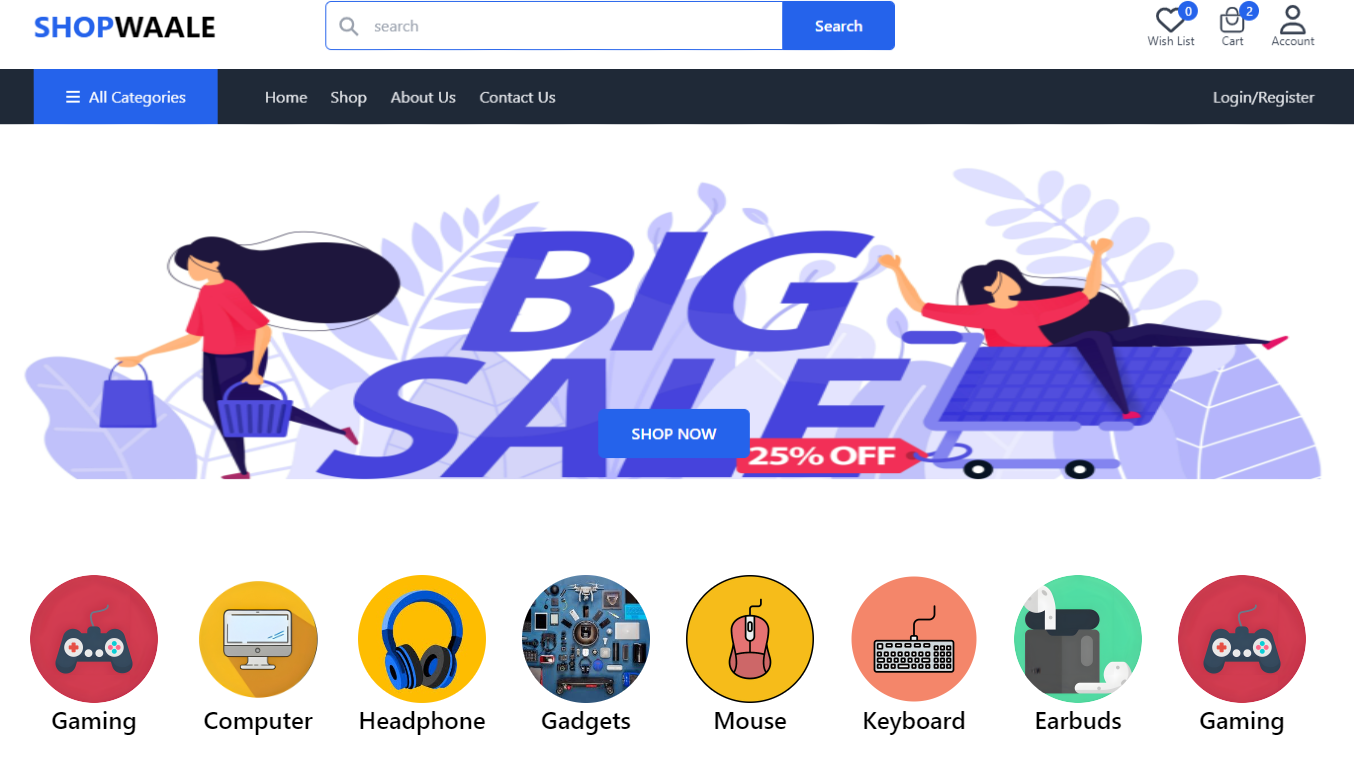 SHOPWAALE
search
Search
0
Wish List
2
Cart
Account
All Categories
Home
Shop
About Us
Contact Us
Login/Register
BIG
SALE
SHOP NOW
25% OFF
Gaming
Computer
Headphone
Gadgets
Mouse
Keyboard
Earbuds
Gaming